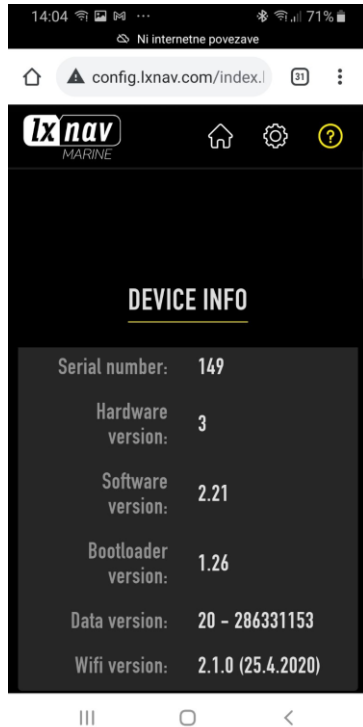 14:04 71%
Ni internetne povezave
config.lxnav.com/index.l 31
lx nav
MARINE
?
DEVICE INFO
Serial number: 149
Hardware version: 3
Software version: 2.21
Bootloader version: 1.26
Data version: 20 - 286331153
Wifi version: 2.1.0 (25.4.2020)